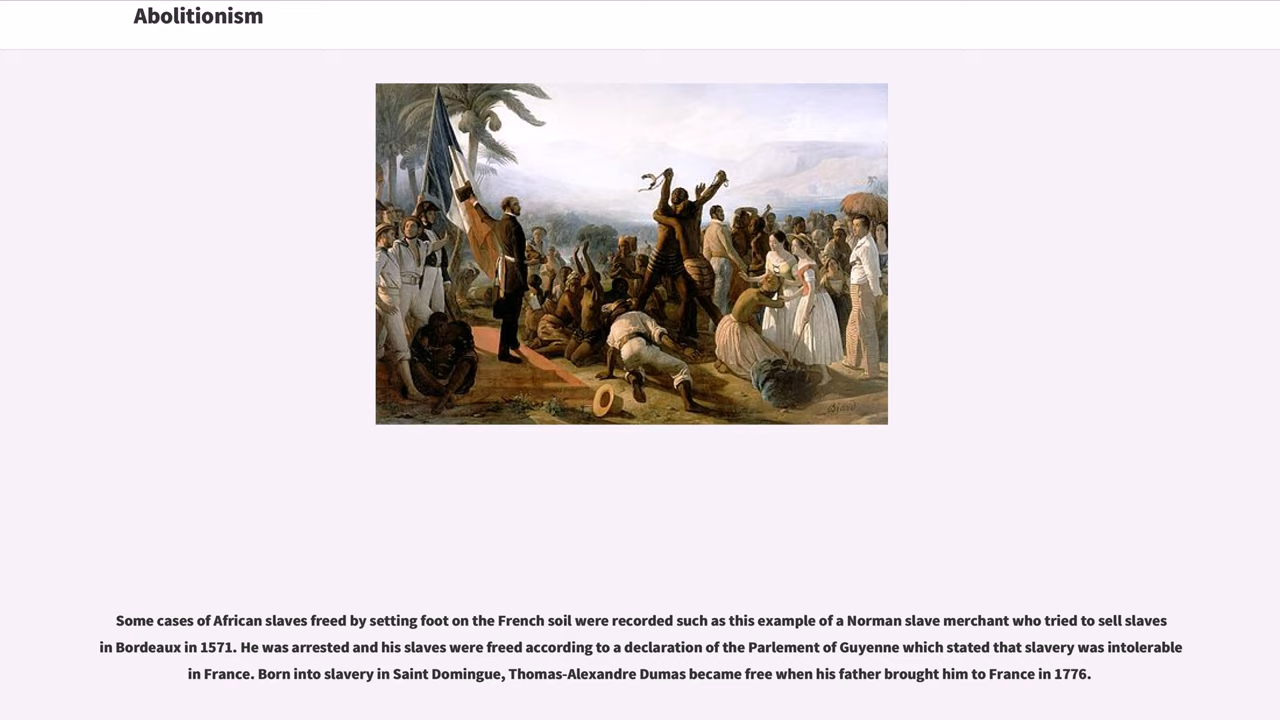 Abolitionism
Biard
Some cases of African slaves freed by setting foot on the French soil were recorded such as this example of a Norman slave merchant who tried to sell slaves
in Bordeaux in 1571. He was arrested and his slaves were freed according to a declaration of the Parlement of Guyenne which stated that slavery was intolerable
in France. Born into slavery in Saint Domingue, Thomas-Alexandre Dumas became free when his father brought him to France in 1776.